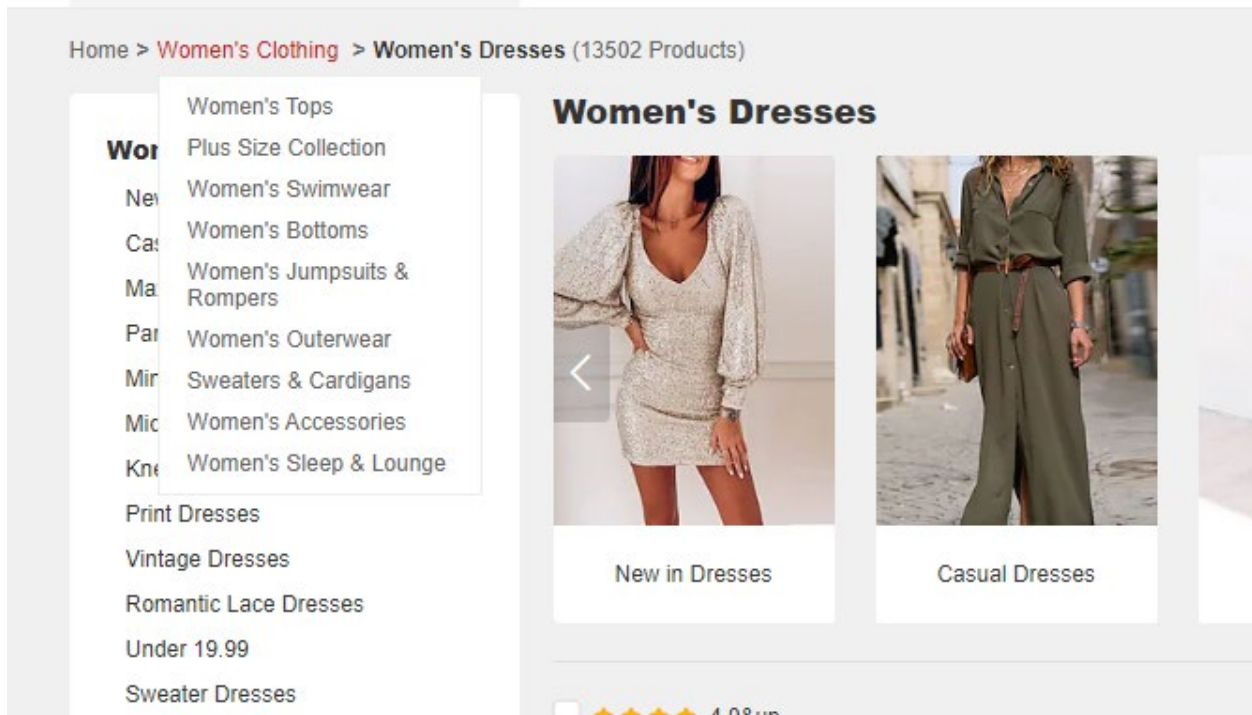 Home > Women's Clothing > Women's Dresses (13502 Products)
Women's Tops
Plus Size Collection
Women's Swimwear
Women's Bottoms
Women's Jumpsuits &
Rompers
Women's Outerwear
Sweaters & Cardigans
Women's Accessories
Women's Sleep & Lounge
Print Dresses
Vintage Dresses
Romantic Lace Dresses
Under 19.99
Sweater Dresses
Women's Dresses
New in Dresses
Casual Dresses